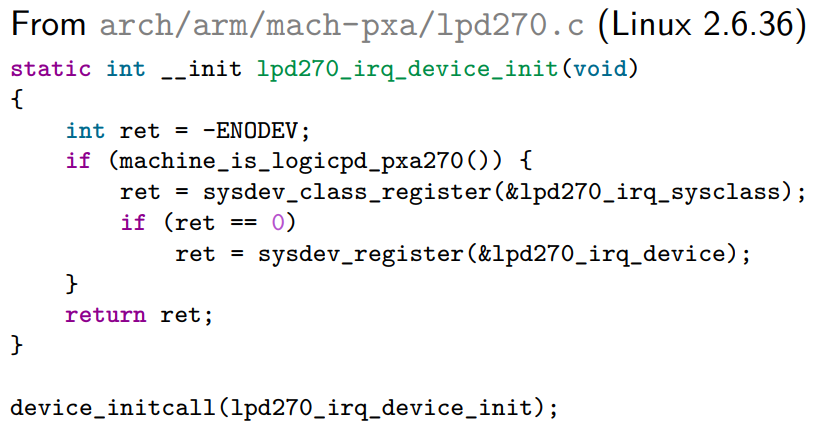 From arch/arm/mach-pxa/lpd270.c (Linux 2.6.36)
static int __init lpd270_irq_device_init(void)
{
    int ret = -ENODEV;
    if (machine_is_logicpd_pxa270()) {
        ret = sysdev_class_register(&lpd270_irq_sysclass);
        if (ret == 0)
            ret = sysdev_register(&lpd270_irq_device);
    }
    return ret;
}

device_initcall(lpd270_irq_device_init);